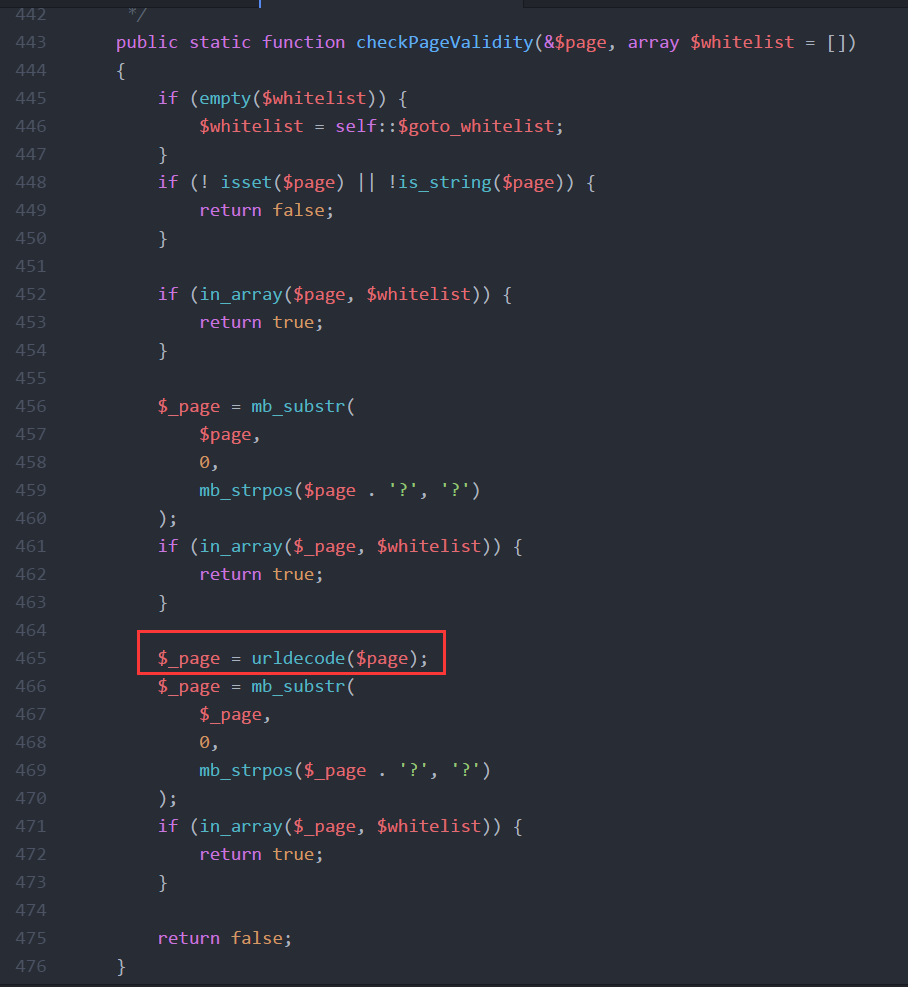 442         */
443     public static function checkPageValidity(&$page, array $whitelist = [])
444     {
445         if (empty($whitelist)) {
446             $whitelist = self::$goto_whitelist;
447         }
448         if (! isset($page) || !is_string($page)) {
449             return false;
450         }
451
452         if (in_array($page, $whitelist)) {
453             return true;
454         }
455
456         $_page = mb_substr(
457             $page,
458             0,
459             mb_strpos($page . '?', '?')
460         );
461         if (in_array($_page, $whitelist)) {
462             return true;
463         }
464
465         $_page = urldecode($page);
466         $_page = mb_substr(
467             $_page,
468             0,
469             mb_strpos($_page . '?', '?')
470         );
471         if (in_array($_page, $whitelist)) {
472             return true;
473         }
474
475         return false;
476     }